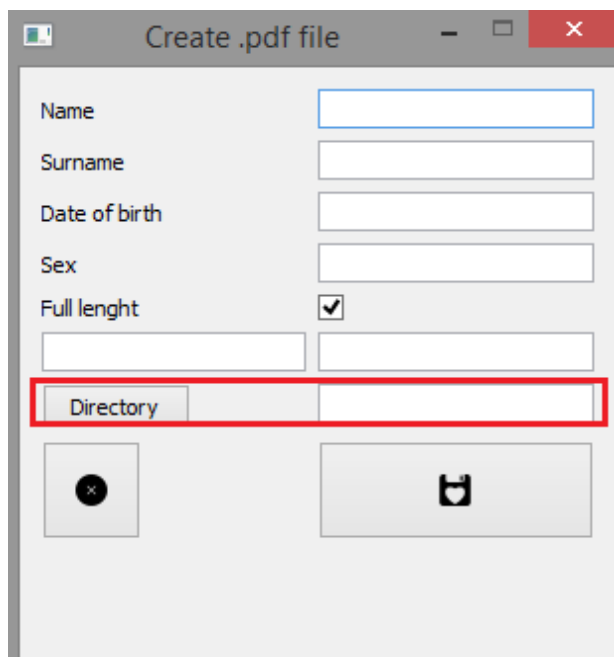 Create .pdf file
Name
Surname
Date of birth
Sex
Full lenght
Directory